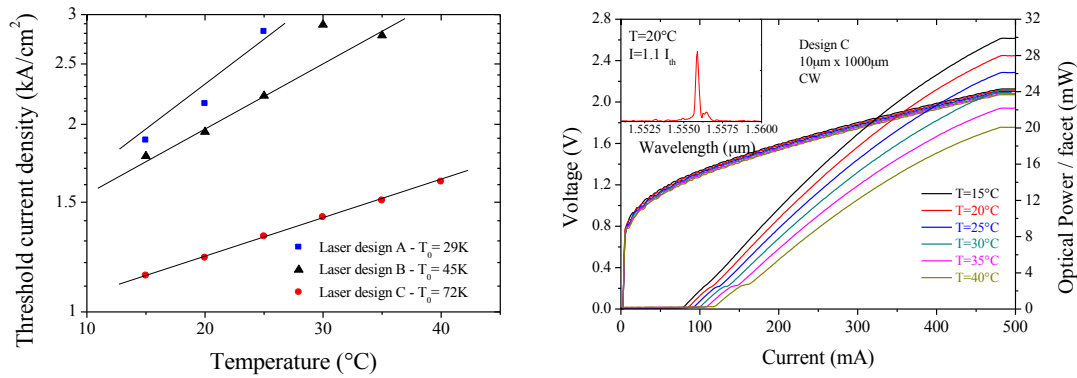 Threshold current density (kA/cm²)
3
2.5
2
1.5
1
10
20
30
40
Temperature (°C)
Laser design A - T₀= 29K
Laser design B - T₀= 45K
Laser design C - T₀= 72K
Voltage (V)
2.8
2.4
2.0
1.6
1.2
0.8
0.4
0.0
T=20°C
I=1.1 Iₜₕ
1.5525
1.5560
1.5600
Wavelength (μm)
Design C
10μm x 1000μm
CW
T=15°C
T=20°C
T=25°C
T=30°C
T=35°C
T=40°C
0
100
200
300
400
500
Current (mA)
32
28
24
20
16
12
8
4
0
Optical Power / facet (mW)